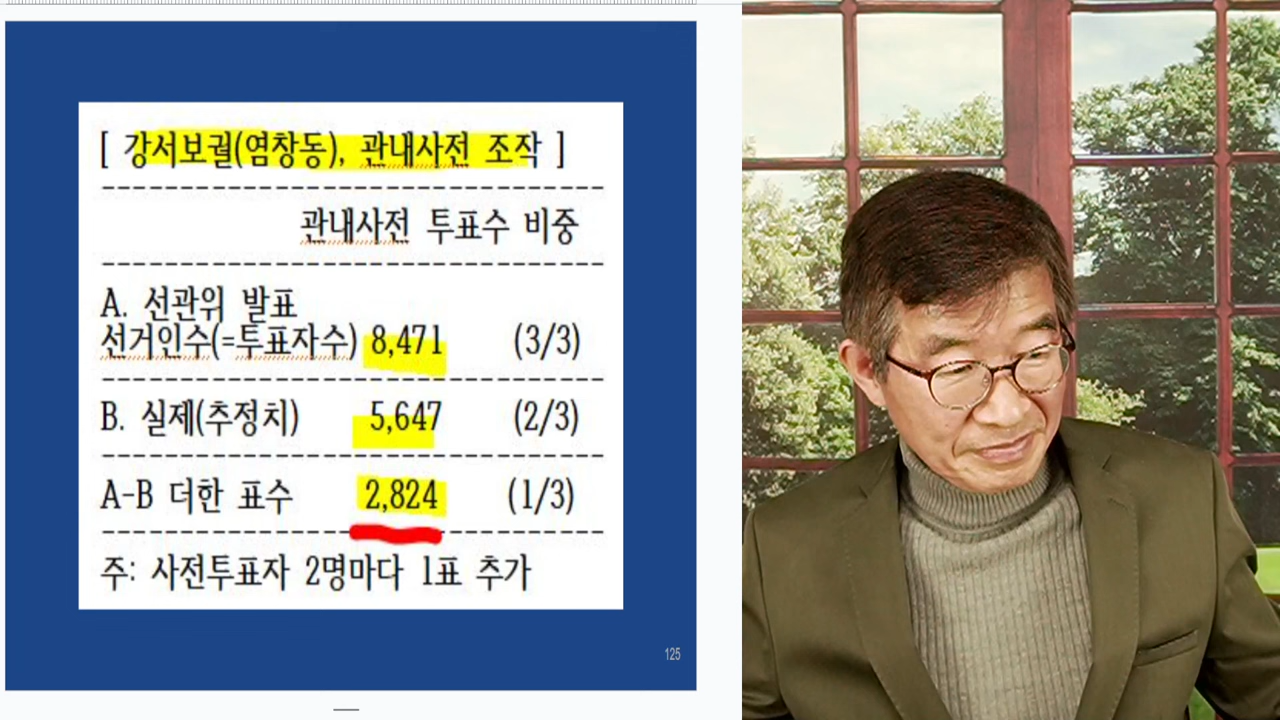 [ 강서보궐(염창동), 관내사전 조작 ]
관내사전 투표수 비중
A. 선관위 발표
선거인수(=투표자수) 8,471 (3/3)
B. 실제(추정치) 5,647 (2/3)
A-B 더한 표수 2,824 (1/3)
주: 사전투표자 2명마다 1표 추가
125